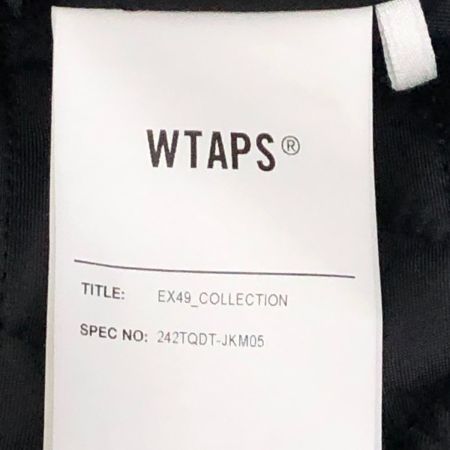 WTAPS®
TITLE: EX49_COLLECTION
SPEC NO: 242TQDT-JKM05